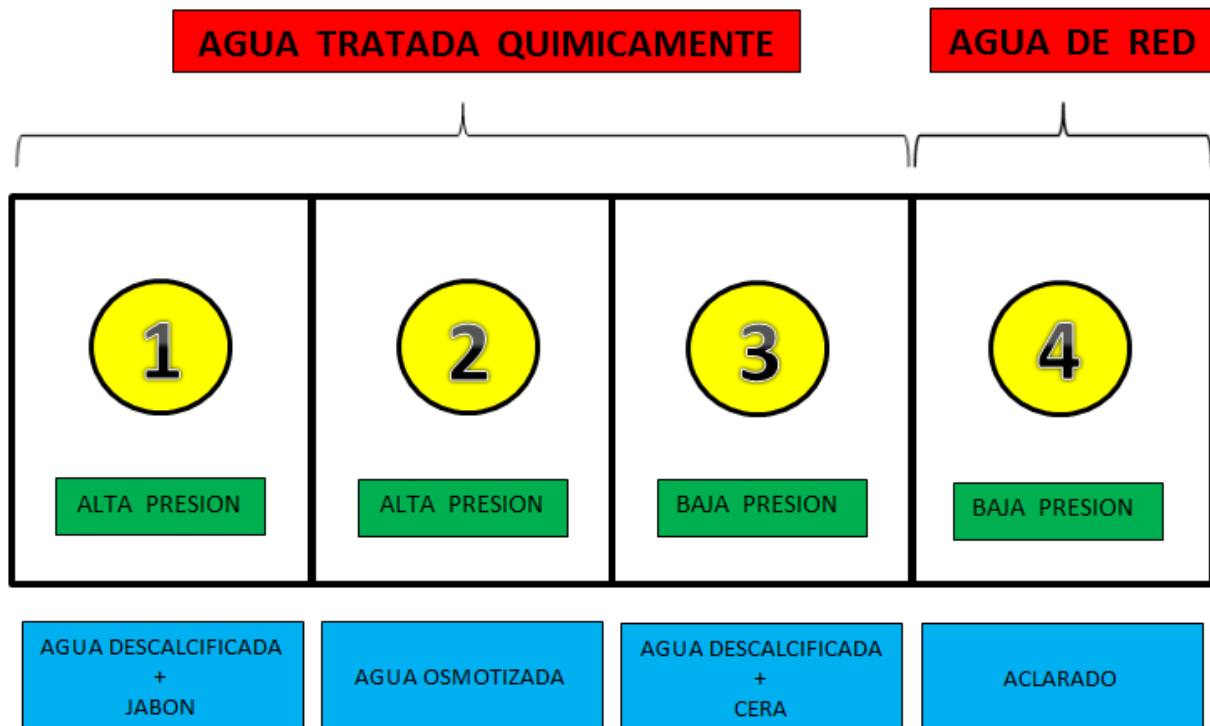 AGUA TRATADA QUIMICAMENTE
AGUA DE RED
1
2
3
4
ALTA PRESION
ALTA PRESION
BAJA PRESION
BAJA PRESION
AGUA DESCALCIFICADA
+
JABON
AGUA OSMOTIZADA
AGUA DESCALCIFICADA
+
CERA
ACLARADO